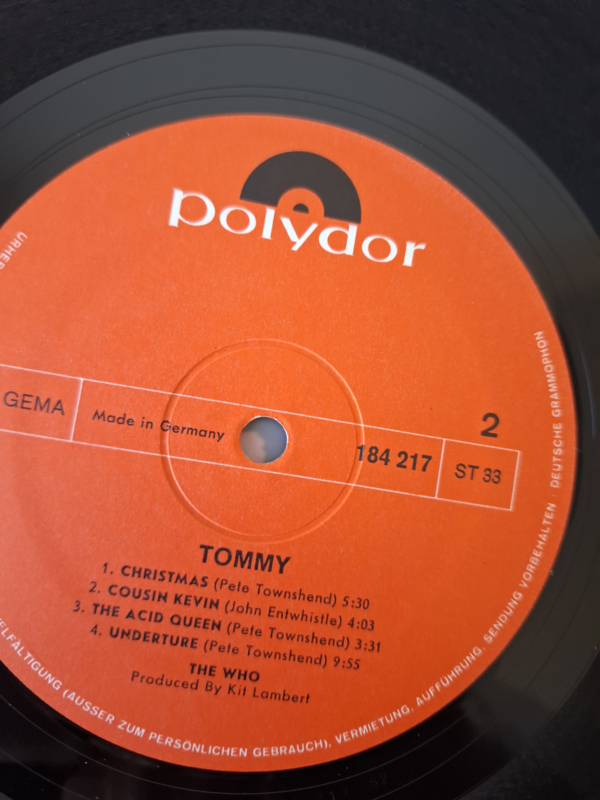 polydor
GEMA
Made in Germany
184 217
2
ST 33
TOMMY
1. CHRISTMAS (Pete Townshend) 5:30
2. COUSIN KEVIN (John Entwhistle) 4:03
3. THE ACID QUEEN (Pete Townshend) 3:31
4. UNDERTURE (Pete Townshend) 9:55
THE WHO
Produced By Kit Lambert
URHEB
ELFÄLTIGUNG (AUSSER ZUM PERSÖNLICHEN GEBRAUCH), VERMIETUNG, AUFFÜHRUNG, SENDUNG VORBEHALTEN · DEUTSCHE GRAMMOPHON